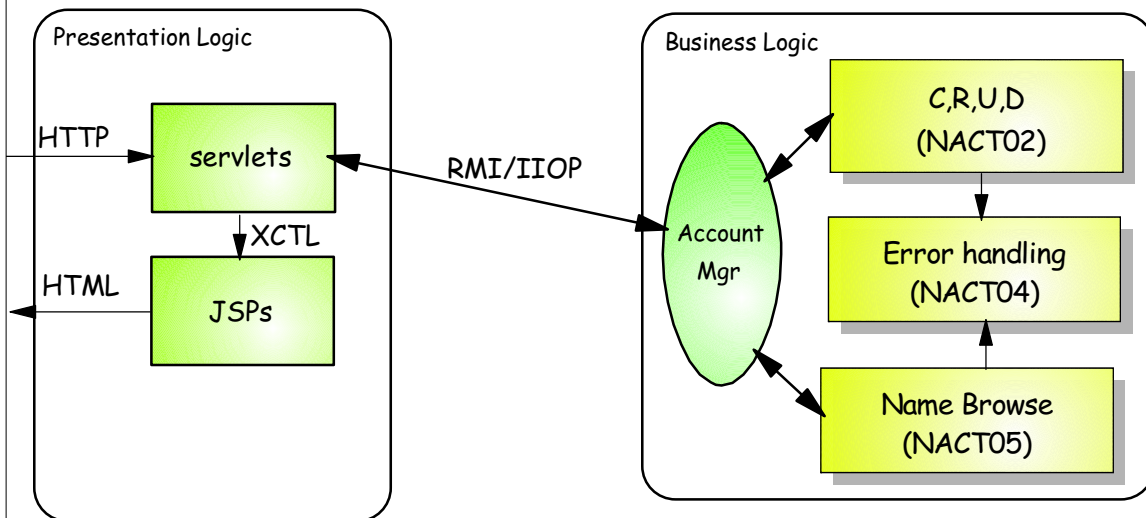 Presentation Logic
HTTP
servlets
XCTL
HTML
JSPs
RMI/IIOP
Business Logic
Account
Mgr
C,R,U,D
(NACT02)
Error handling
(NACT04)
Name Browse
(NACT05)